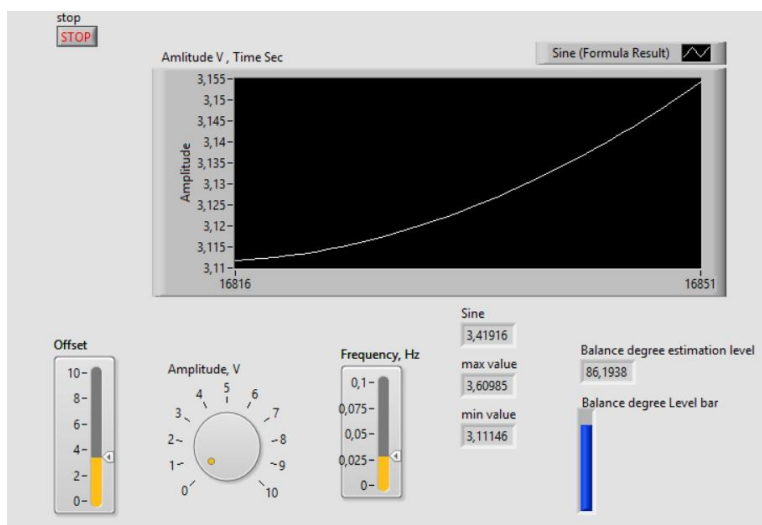 stop
STOP
Amlitude V , Time Sec
Sine (Formula Result)
Amplitude
3,155
3,15
3,145
3,14
3,135
3,13
3,125
3,12
3,115
3,11
16816
16851
Offset
10
8
6
4
2
0
Amplitude, V
0
1
2
3
4
5
6
7
8
9
10
Frequency, Hz
0,1
0,075
0,05
0,025
0
Sine
3,41916
max value
3,60985
min value
3,11146
Balance degree estimation level
86,1938
Balance degree Level bar